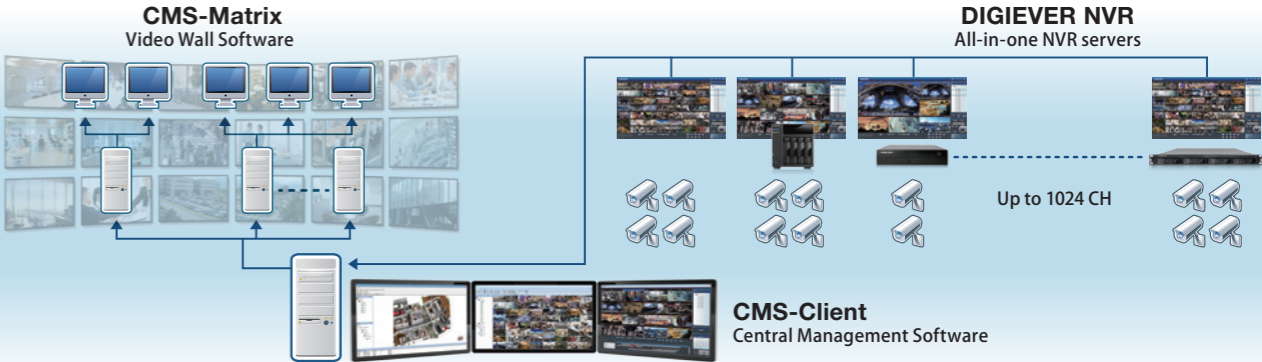 CMS-Matrix
Video Wall Software
DIGIEVER NVR
All-in-one NVR servers
Up to 1024 CH
CMS-Client
Central Management Software